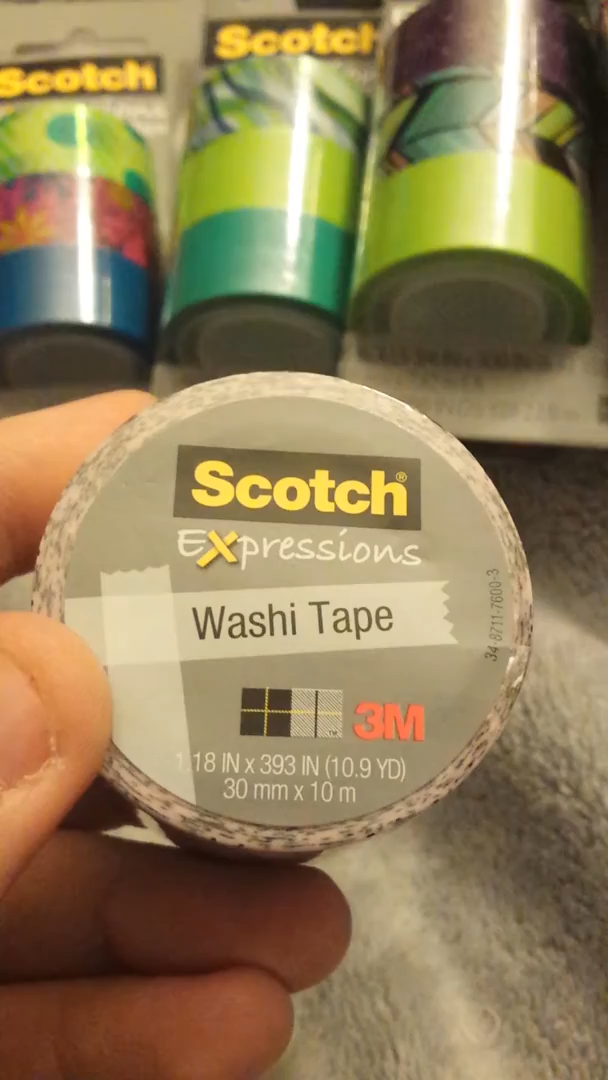 Scotch
Scotch
Scotch®
Expressions
Washi Tape
34-8711-7600-3
™
3M
1.18 IN x 393 IN (10.9 YD)
30 mm x 10 m